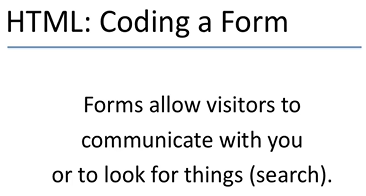 HTML: Coding a Form
Forms allow visitors to
communicate with you
or to look for things (search).